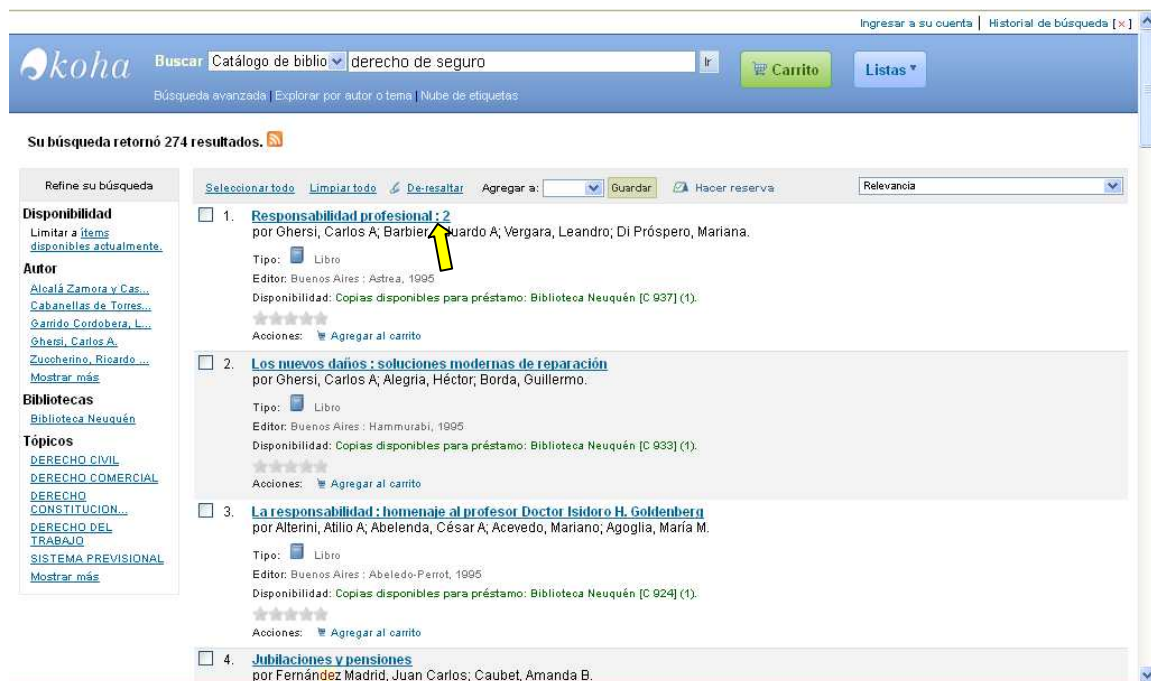 Ingresar a su cuenta | Historial de búsqueda [x]
koha
Buscar Catálogo de biblio derecho de seguro Ir
Carrito Listas
Búsqueda avanzada | Explorar por autor o tema | Nube de etiquetas
Su búsqueda retornó 274 resultados.
Refine su búsqueda
Disponibilidad
Limitar a ítems
disponibles actualmente.
Autor
Alcalá Zamora y Cas...
Cabanellas de Torres...
Garrido Cordobera, L...
Ghersi, Carlos A.
Zuccherino, Ricardo ...
Mostrar más
Bibliotecas
Biblioteca Neuquén
Tópicos
DERECHO CIVIL
DERECHO COMERCIAL
DERECHO
CONSTITUCION...
DERECHO DEL
TRABAJO
SISTEMA PREVISIONAL
Mostrar más
Seleccionar todo Limpiar todo De-resaltar Agregar a: Guardar Hacer reserva Relevancia
1. Responsabilidad profesional : 2
por Ghersi, Carlos A; Barbier, A; Vergara, Leandro; Di Próspero, Mariana.
Tipo: Libro
Editor: Buenos Aires : Astrea, 1995
Disponibilidad: Copias disponibles para préstamo: Biblioteca Neuquén [C 937] (1).
Acciones: Agregar al carrito
2. Los nuevos daños : soluciones modernas de reparación
por Ghersi, Carlos A; Alegria, Héctor; Borda, Guillermo.
Tipo: Libro
Editor: Buenos Aires : Hammurabi, 1995
Disponibilidad: Copias disponibles para préstamo: Biblioteca Neuquén [C 933] (1).
Acciones: Agregar al carrito
3. La responsabilidad : homenaje al profesor Doctor Isidoro H. Goldenberg
por Alterini, Atilio A; Abelenda, César A; Acevedo, Mariano; Agoglia, María M.
Tipo: Libro
Editor: Buenos Aires : Abeledo-Perrot, 1995
Disponibilidad: Copias disponibles para préstamo: Biblioteca Neuquén [C 924] (1).
Acciones: Agregar al carrito
4. Jubilaciones y pensiones
por Fernández Madrid, Juan Carlos; Caubet, Amanda B.